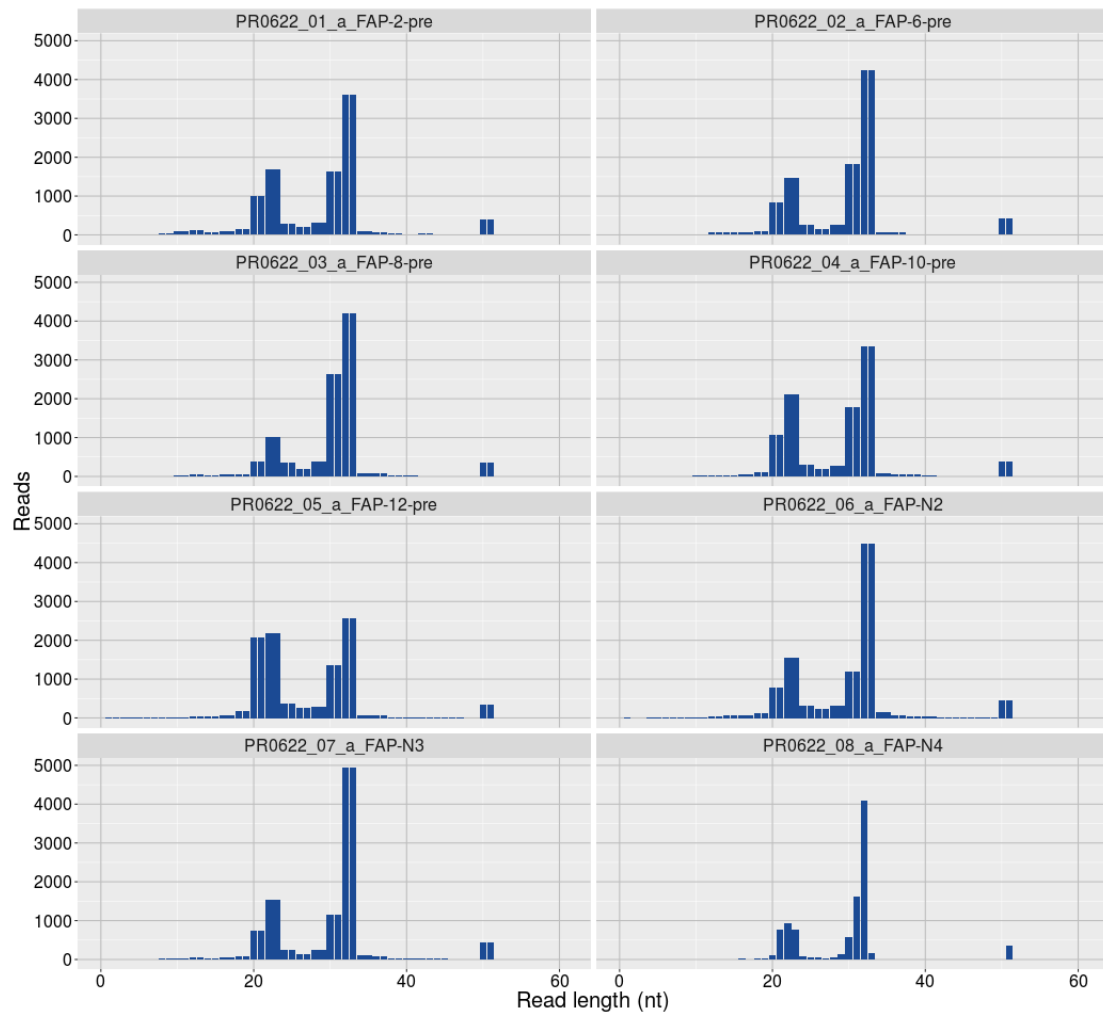 PR0622_01_a_FAP-2-pre
PR0622_02_a_FAP-6-pre
5000
4000
3000
2000
1000
0
PR0622_03_a_FAP-8-pre
PR0622_04_a_FAP-10-pre
5000
4000
3000
2000
1000
0
Reads
PR0622_05_a_FAP-12-pre
PR0622_06_a_FAP-N2
5000
4000
3000
2000
1000
0
PR0622_07_a_FAP-N3
PR0622_08_a_FAP-N4
5000
4000
3000
2000
1000
0
0 20 40 60 0 20 40 60
Read length (nt)